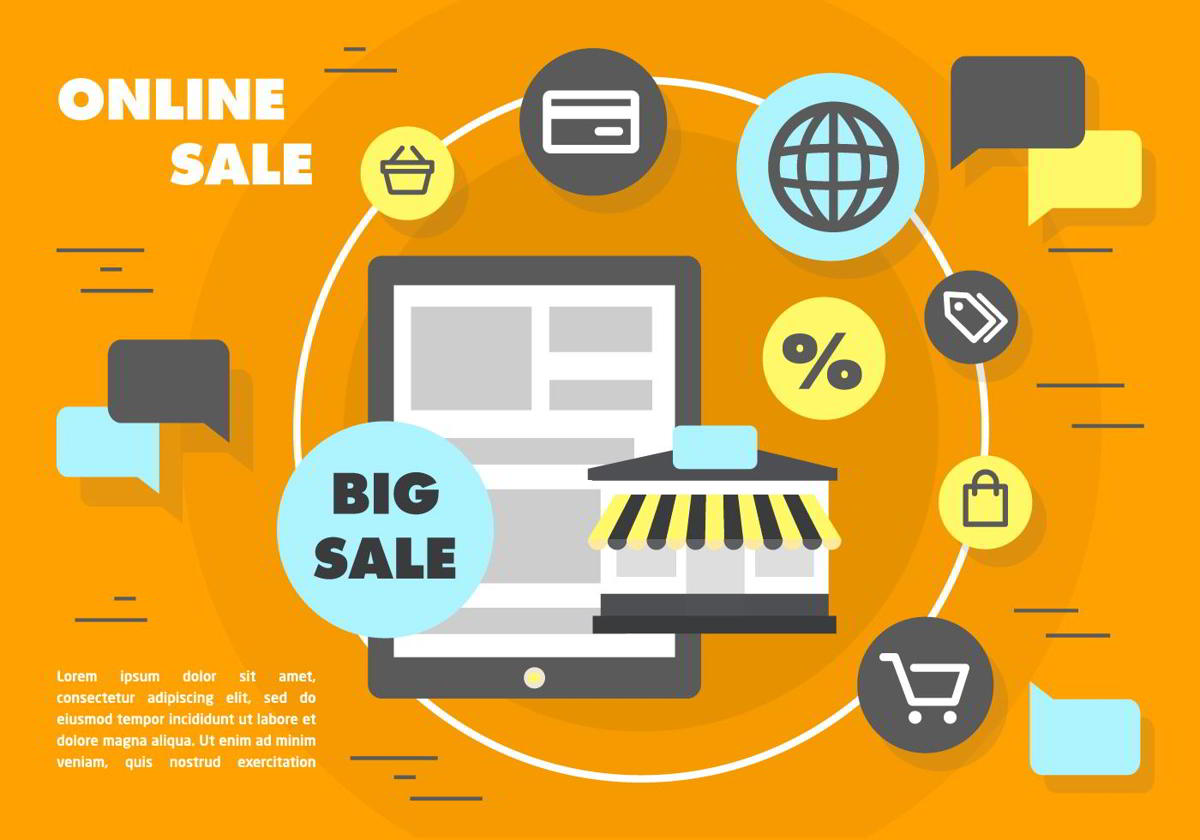 ONLINE
SALE
%
BIG
SALE
Lorem ipsum dolor sit amet,
consectetur adipiscing elit, sed do
eiusmod tempor incididunt ut labore et
dolore magna aliqua. Ut enim ad minim
veniam, quis nostrud exercitation